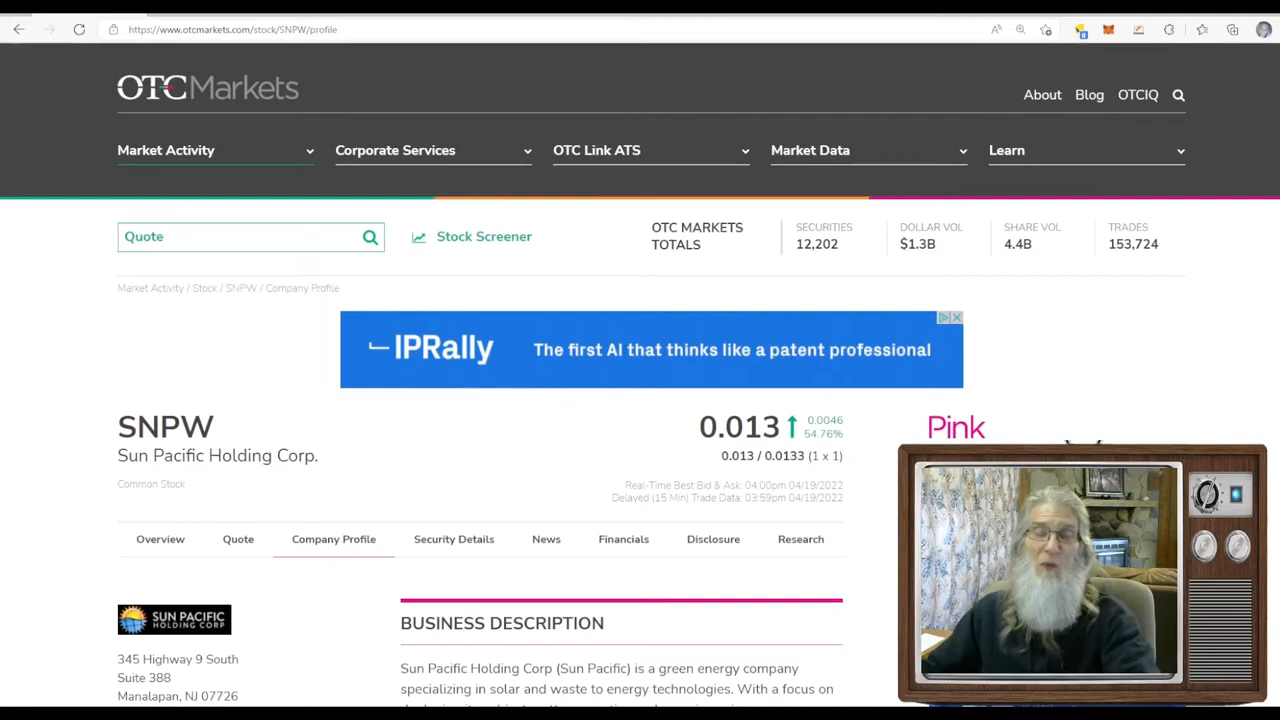 https://www.otcmarkets.com/stock/SNPW/profile
OTCMarkets
About Blog OTCIQ
Market Activity Corporate Services OTC Link ATS Market Data Learn
Quote
Stock Screener
OTC MARKETS TOTALS
SECURITIES
12,202
DOLLAR VOL
$1.3B
SHARE VOL
4.4B
TRADES
153,724
Market Activity / Stock / SNPW / Company Profile
IPRally The first AI that thinks like a patent professional
SNPW
Sun Pacific Holding Corp.
Common Stock
0.013 0.0046
54.76%
0.013 / 0.0133 (1 x 1)
Real-Time Best Bid & Ask: 04:00pm 04/19/2022
Delayed (15 Min) Trade Data: 03:59pm 04/19/2022
Pink
Overview Quote Company Profile Security Details News Financials Disclosure Research
SUN PACIFIC
HOLDING CORP
345 Highway 9 South
Suite 388
Manalapan, NJ 07726
BUSINESS DESCRIPTION
Sun Pacific Holding Corp (Sun Pacific) is a green energy company
specializing in solar and waste to energy technologies. With a focus on